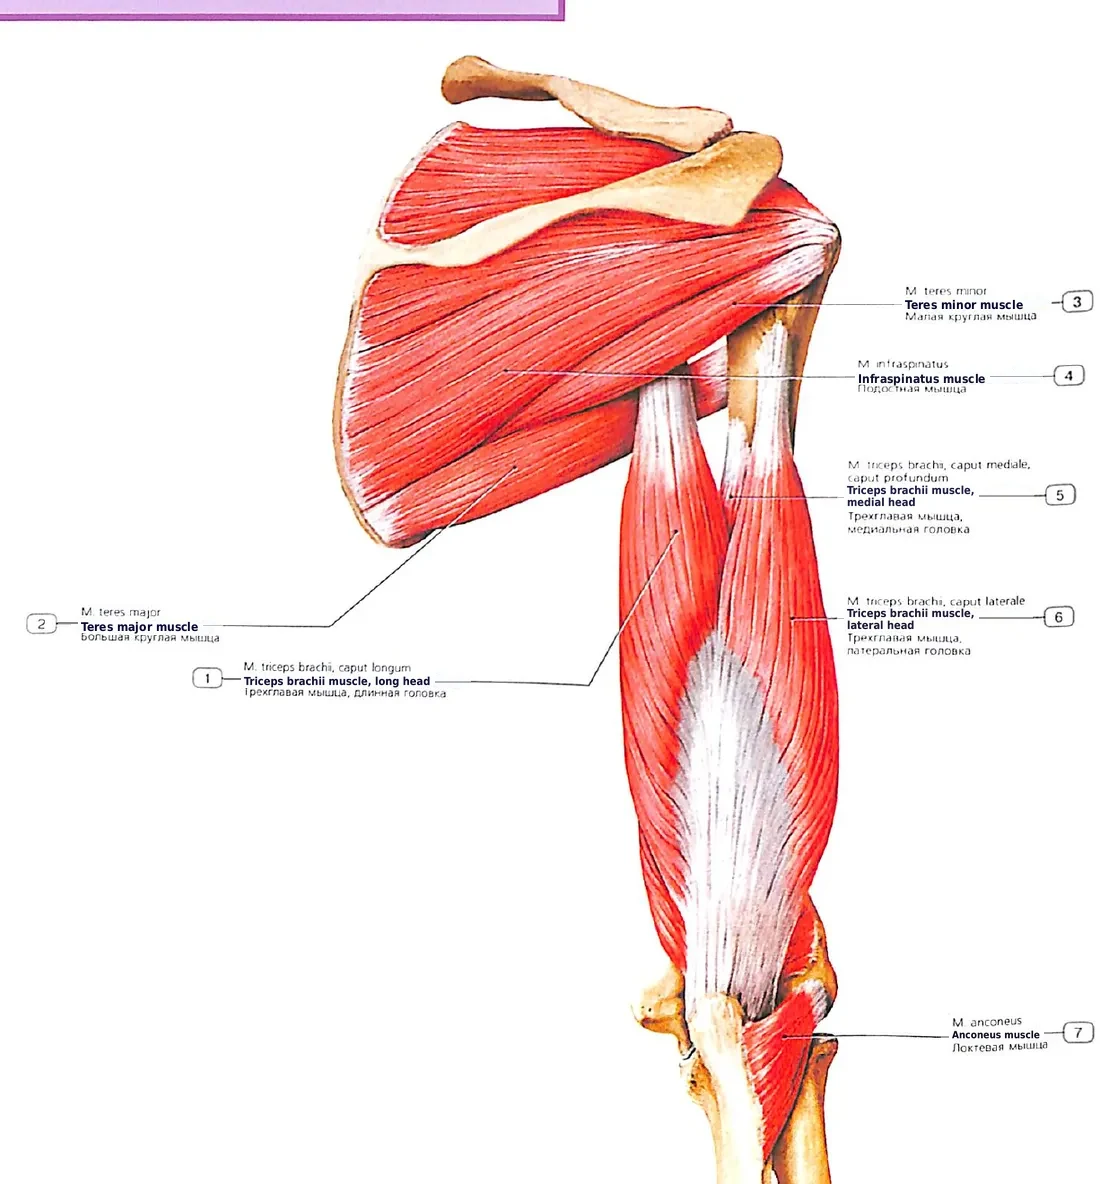 M. teres minor
Teres minor muscle
Малая круглая мышца
3
M. infraspinatus
Infraspinatus muscle
Подостная мышца
4
M. triceps brachii, caput mediale,
caput profundum
Triceps brachii muscle,
medial head
Трехглавая мышца,
медиальная головка
5
M. triceps brachii, caput laterale
Triceps brachii muscle,
lateral head
Трехглавая мышца,
латеральная головка
6
2
M. teres major
Teres major muscle
Большая круглая мышца
1
M. triceps brachii, caput longum
Triceps brachii muscle, long head
Трехглавая мышца, длинная головка
M. anconeus
Anconeus muscle
Локтевая мышца
7